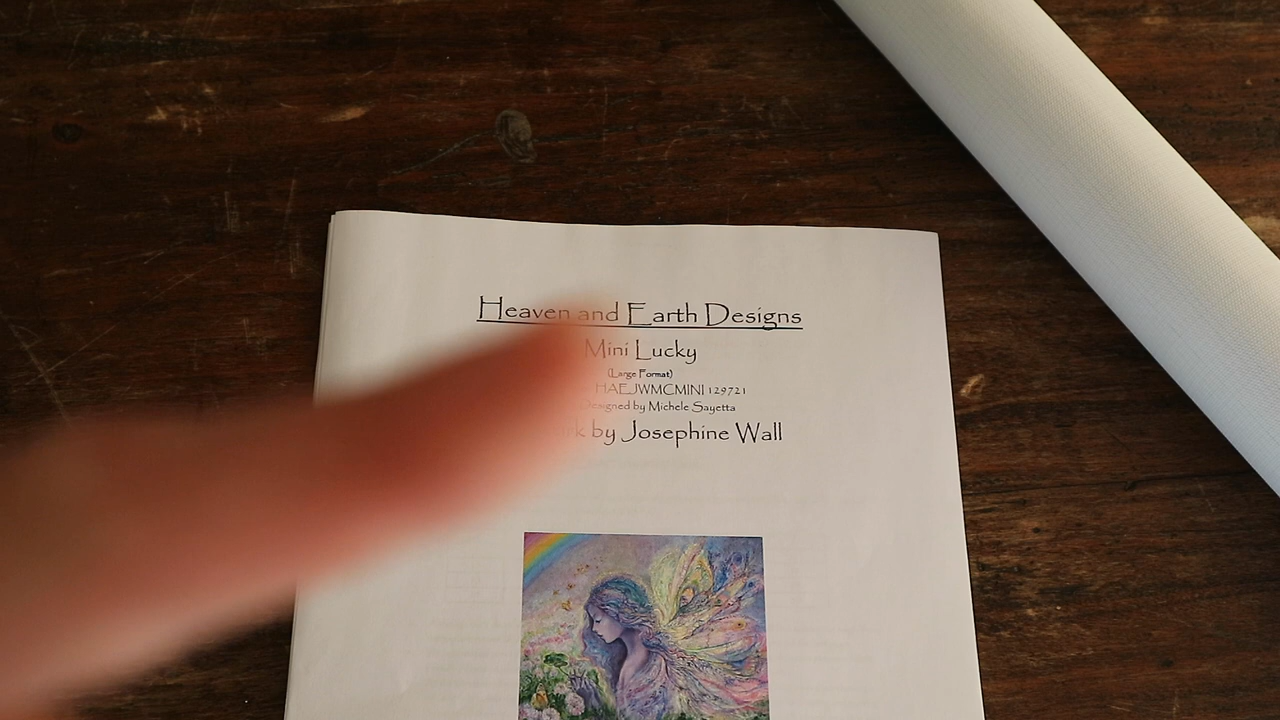 Heaven and Earth Designs
Mini Lucky
(Large Format)
HAEJWMCMINI 129721
Designed by Michele Sayetta
by Josephine Wall